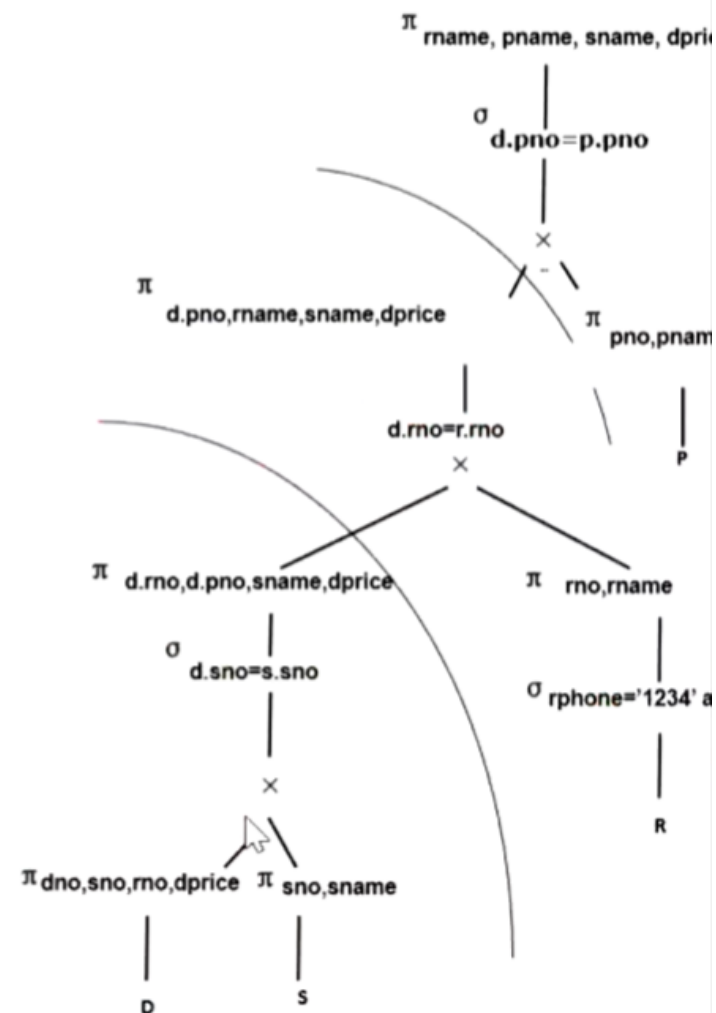 π rname, pname, sname, dpri
σ d.pno=p.pno
×
π d.pno,rname,sname,dprice
π pno,pnam
d.rno=r.rno
P
×
π d.rno,d.pno,sname,dprice
π rno,rname
σ d.sno=s.sno
σ rphone='1234' a
×
R
π dno,sno,rno,dprice
π sno,sname
D
S